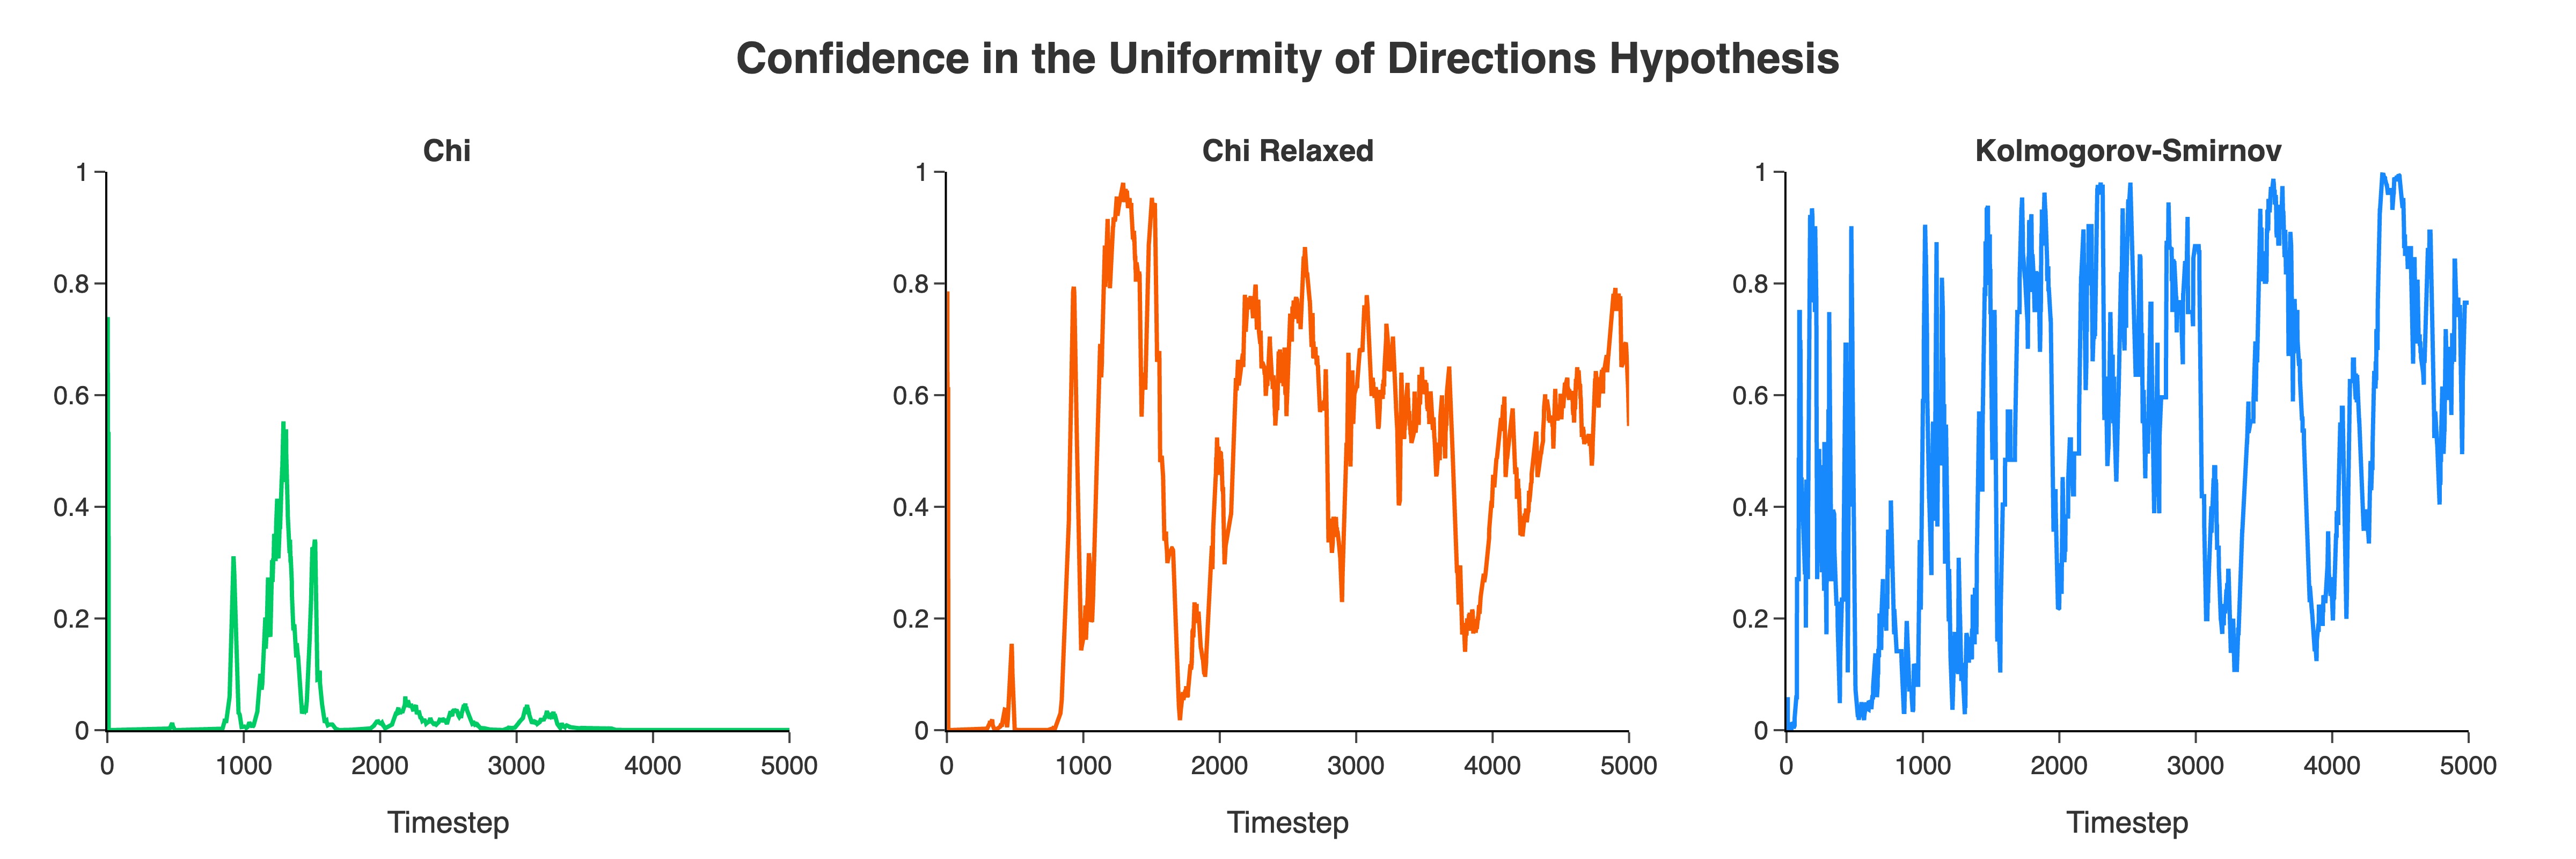 Confidence in the Uniformity of Directions Hypothesis
Chi
1
0.8
0.6
0.4
0.2
0
0 1000 2000 3000 4000 5000
Timestep
Chi Relaxed
1
0.8
0.6
0.4
0.2
0
0 1000 2000 3000 4000 5000
Timestep
Kolmogorov-Smirnov
1
0.8
0.6
0.4
0.2
0
0 1000 2000 3000 4000 5000
Timestep